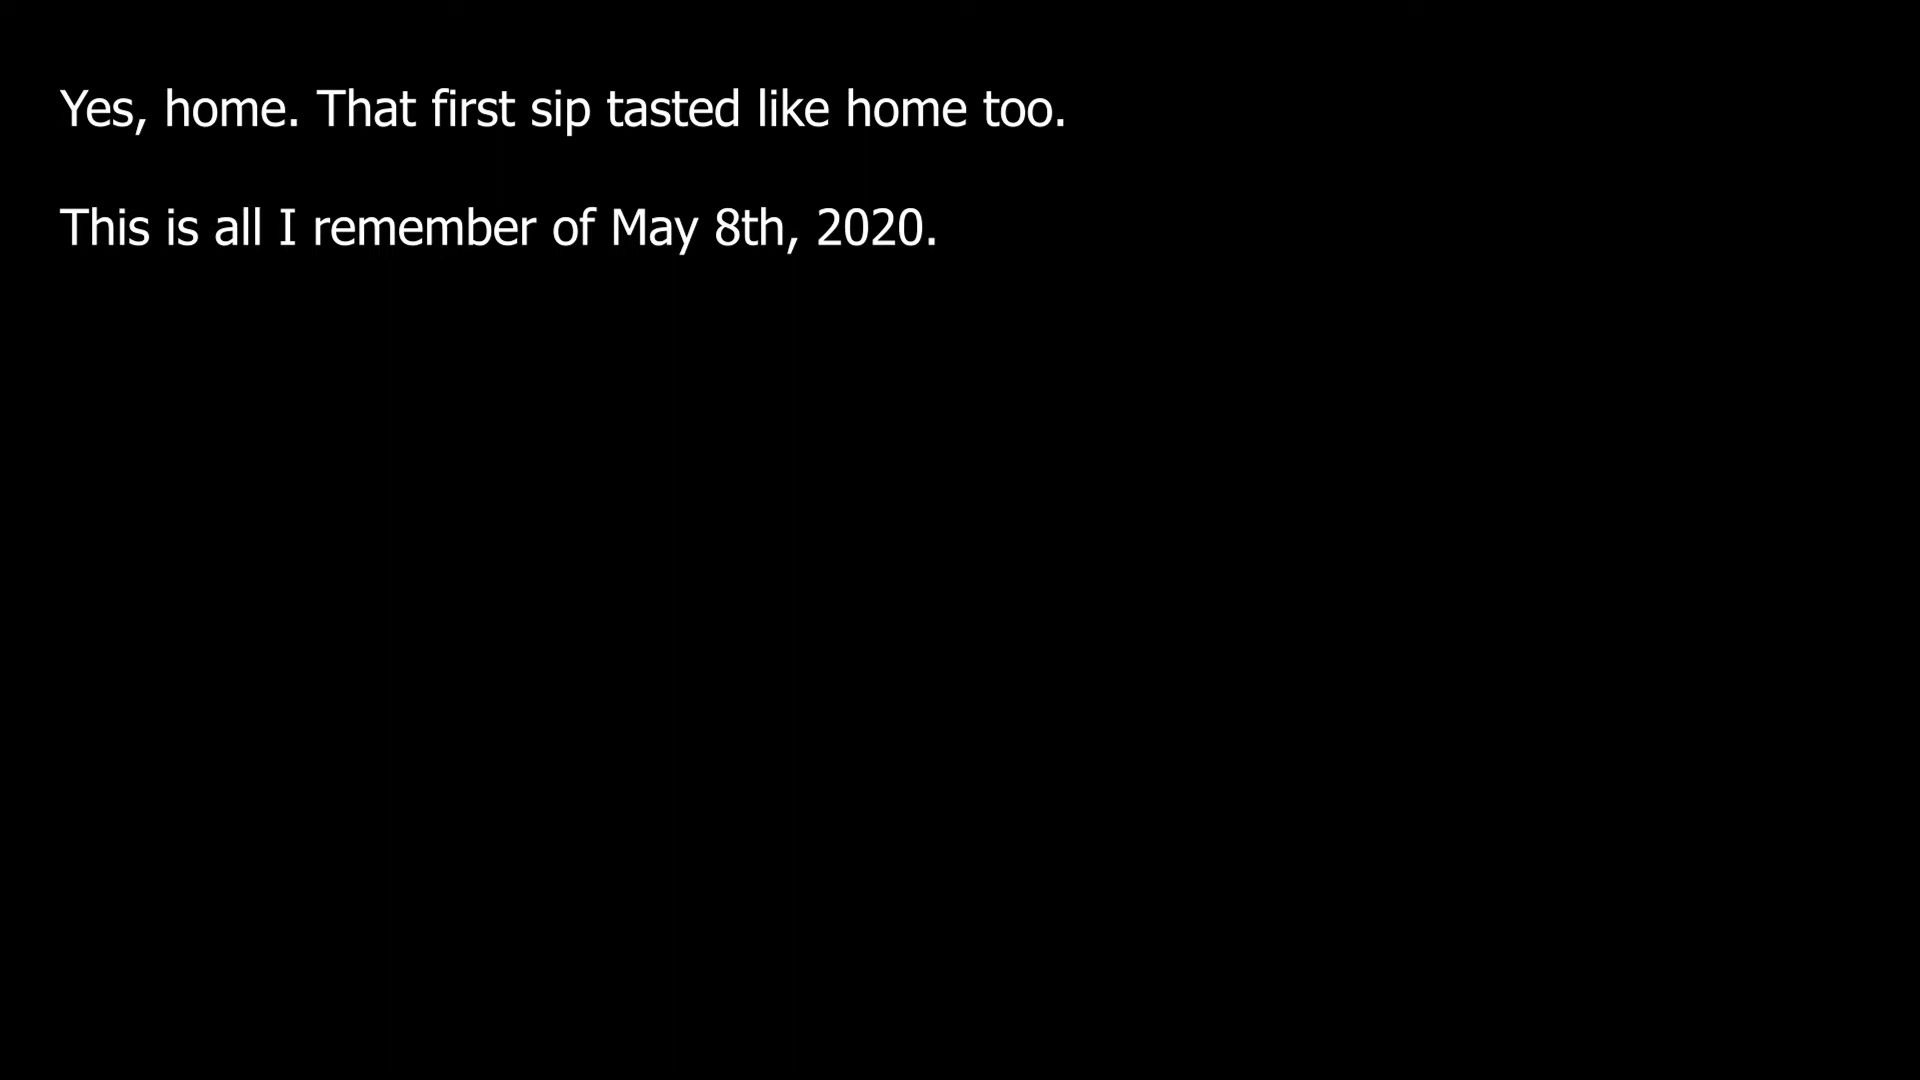 Yes, home. That first sip tasted like home too.
This is all I remember of May 8th, 2020.